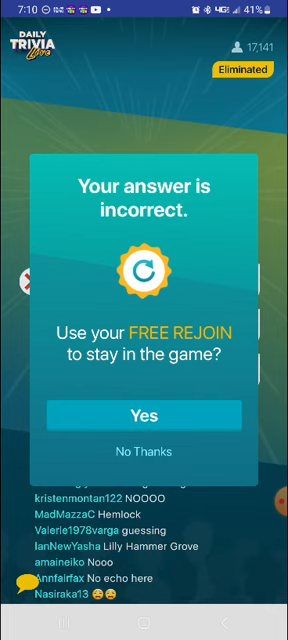 7:10
4G
41%
DAILY
TRIVIA
Live
17,141
Eliminated
Your answer is
incorrect.
Use your FREE REJOIN
to stay in the game?
Yes
No Thanks
kristenmontan122 NOOOO
MadMazzaC Hemlock
Valerie1978varga guessing
IanNewYasha Lilly Hammer Grove
amaineiko Nooo
Annfairfax No echo here
Nasiraka13